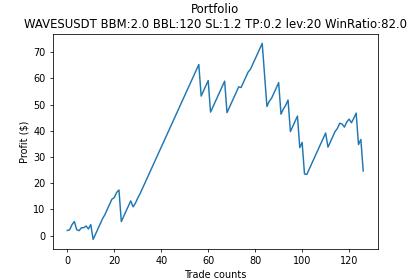 Portfolio
WAVESUSDT BBM:2.0 BBL:120 SL:1.2 TP:0.2 lev:20 WinRatio:82.0
70
60
50
40
30
20
10
0
Profit ($)
0 20 40 60 80 100 120
Trade counts